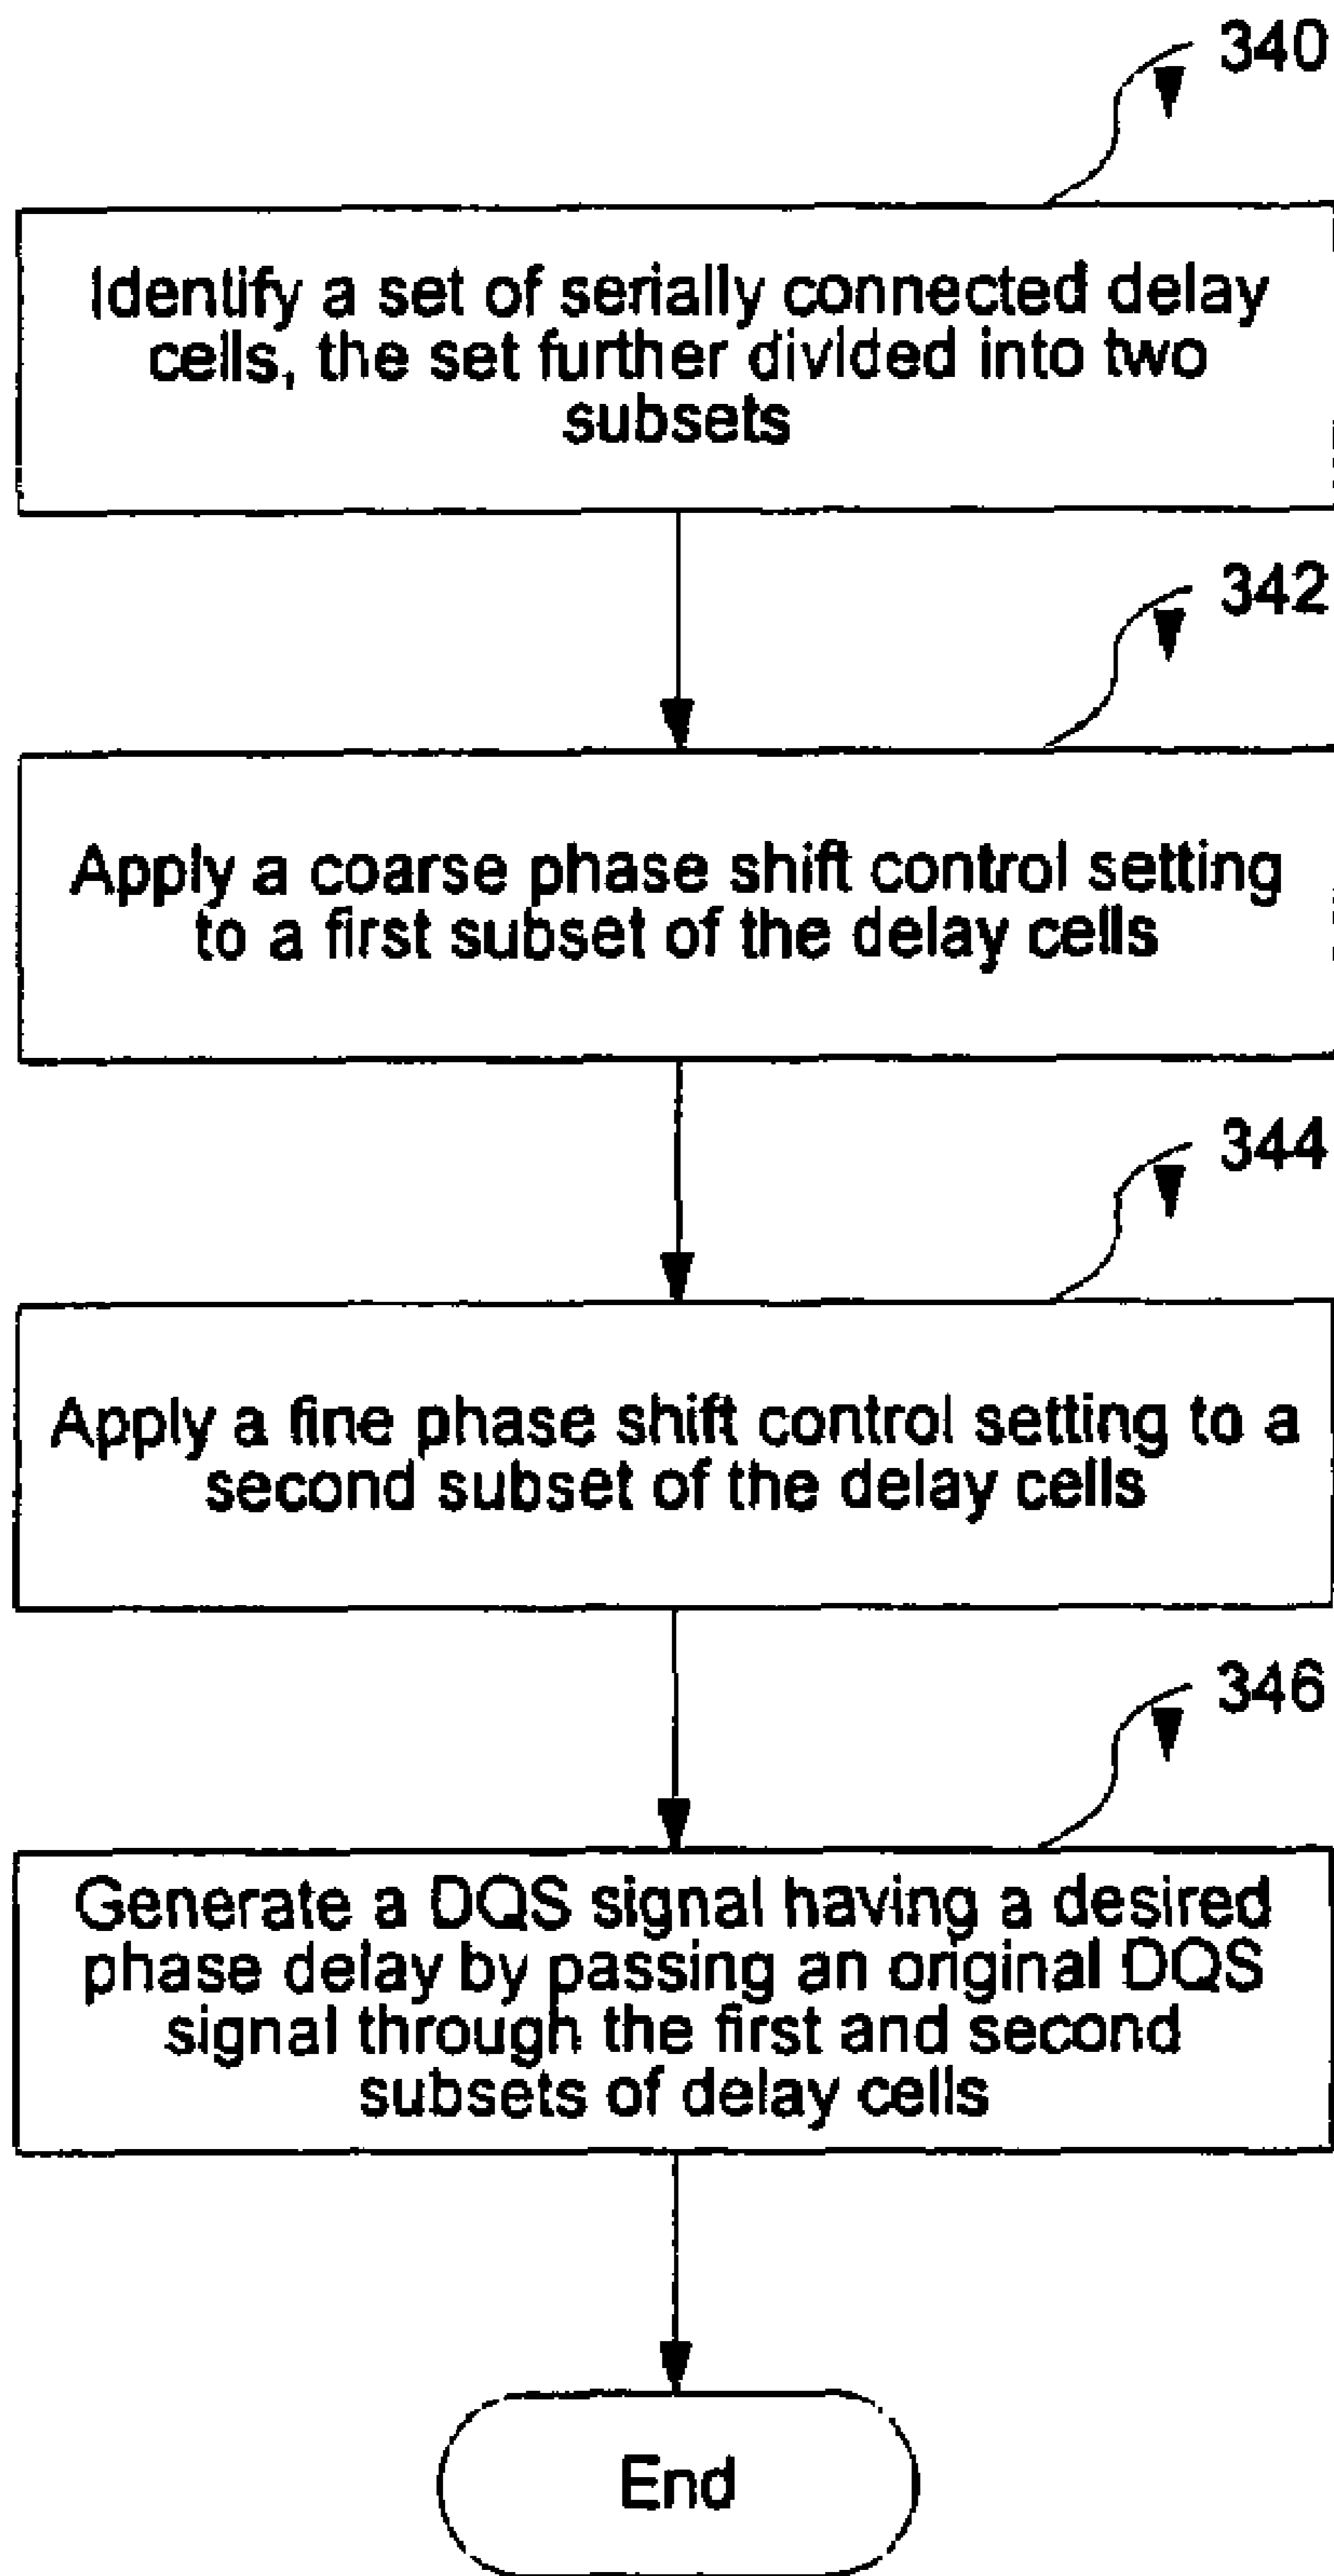 340
Identify a set of serially connected delay
cells, the set further divided into two
subsets
342
Apply a coarse phase shift control setting
to a first subset of the delay cells
344
Apply a fine phase shift control setting to a
second subset of the delay cells
346
Generate a DQS signal having a desired
phase delay by passing an original DQS
signal through the first and second
subsets of delay cells
End